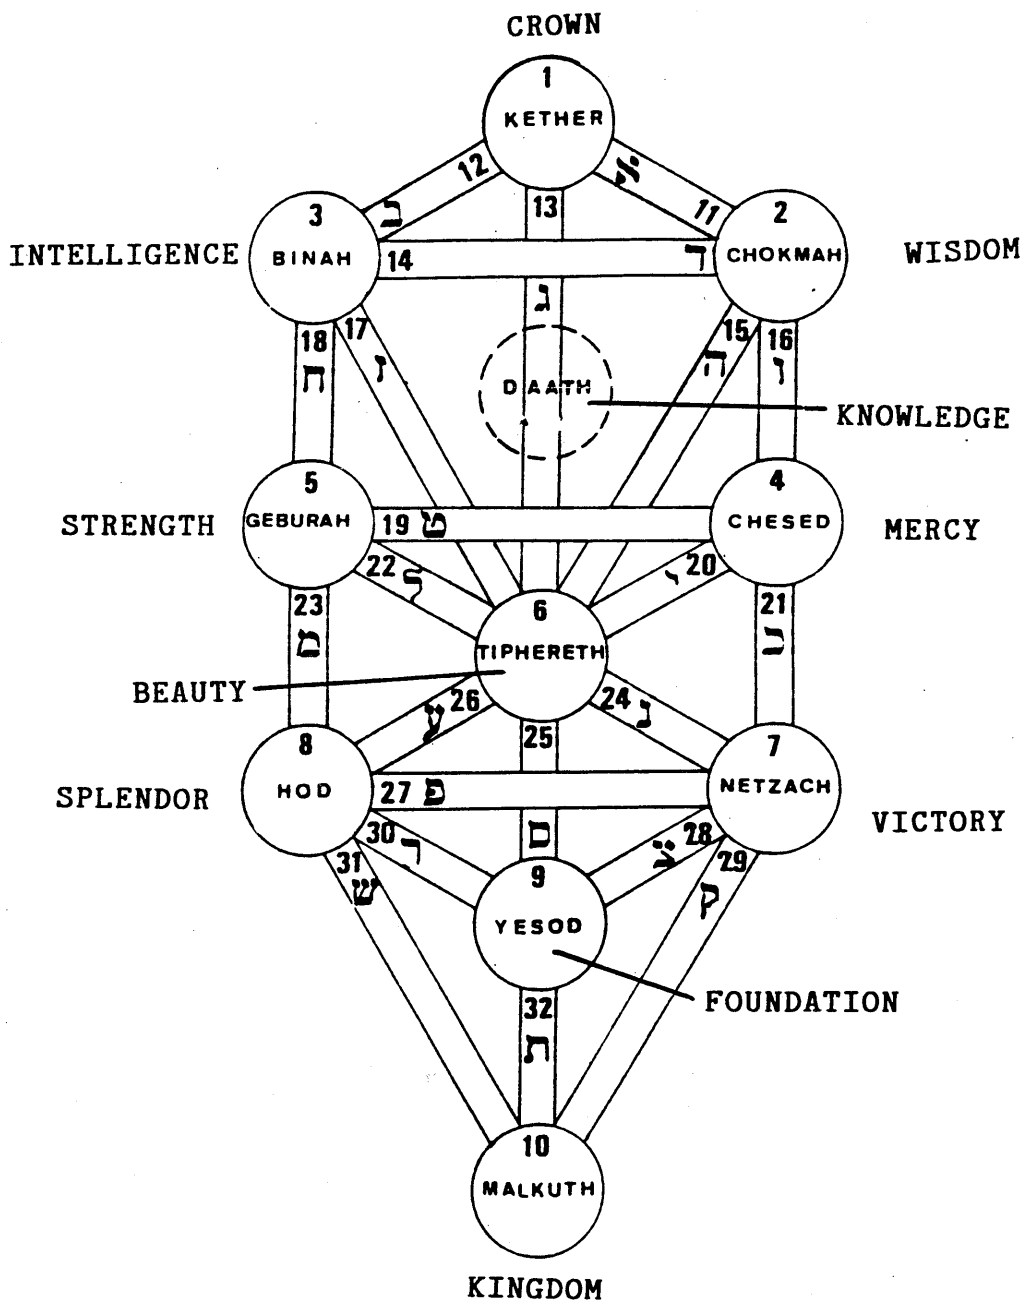 CROWN
1
KETHER
12
א
ב
13
11
3
2
INTELLIGENCE
BINAH
14
ד
CHOKMAH
WISDOM
ג
17
15
18
16
ח
ז
ה
ו
DAATH
KNOWLEDGE
5
4
STRENGTH
GEBURAH
19
ט
CHESED
MERCY
22
ל
20
י
23
6
21
מ
TIPHERETH
כ
BEAUTY
26
24
ע
נ
8
25
7
SPLENDOR
HOD
27
פ
NETZACH
VICTORY
30
ס
28
31
ר
צ
29
ש
9
ק
YESOD
FOUNDATION
32
ת
10
MALKUTH
KINGDOM